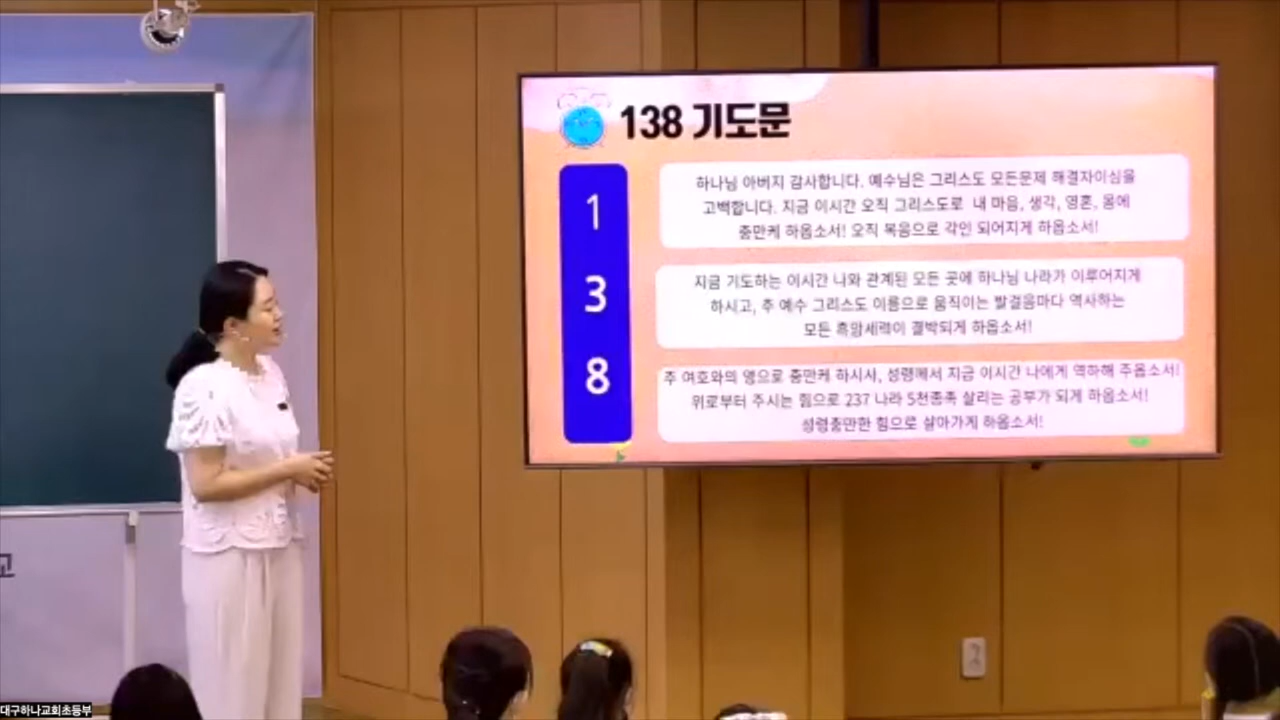 138 기도문
1
하나님 아버지 감사합니다. 예수님은 그리스도 모든문제 해결자이심을
고백합니다. 지금 이시간 오직 그리스도로 내 마음, 생각, 영혼, 몸에
충만케 하옵소서! 오직 복음으로 각인 되어지게 하옵소서!
3
지금 기도하는 이시간 나와 관계된 모든 곳에 하나님 나라가 이루어지게
하시고, 주 예수 그리스도 이름으로 움직이는 발걸음마다 역사하는
모든 흑암세력이 결박되게 하옵소서!
8
주 여호와의 영으로 충만케 하시사, 성령께서 지금 이시간 나에게 역하해 주옵소서!
위로부터 주시는 힘으로 237 나라 5천종족 살리는 공부가 되게 하옵소서!
성령충만한 힘으로 살아가게 하옵소서!
교
대구하나교회초등부